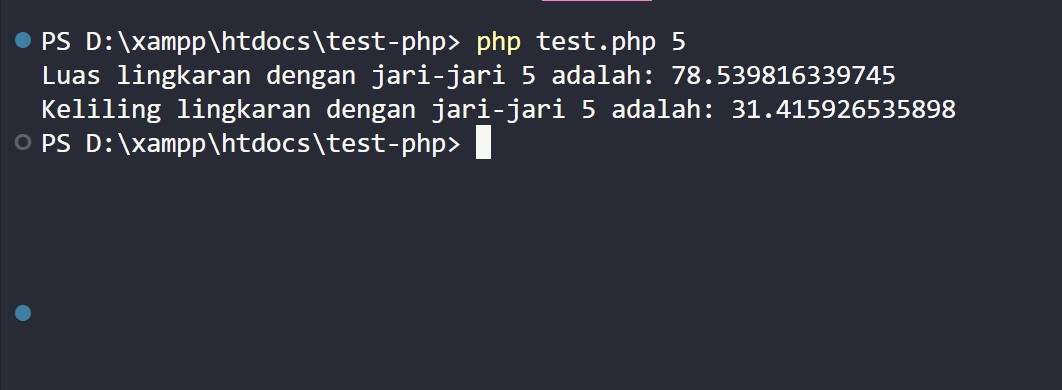 PS D:\xampp\htdocs\test-php> php test.php 5
Luas lingkaran dengan jari-jari 5 adalah: 78.539816339745
Keliling lingkaran dengan jari-jari 5 adalah: 31.415926535898
PS D:\xampp\htdocs\test-php>